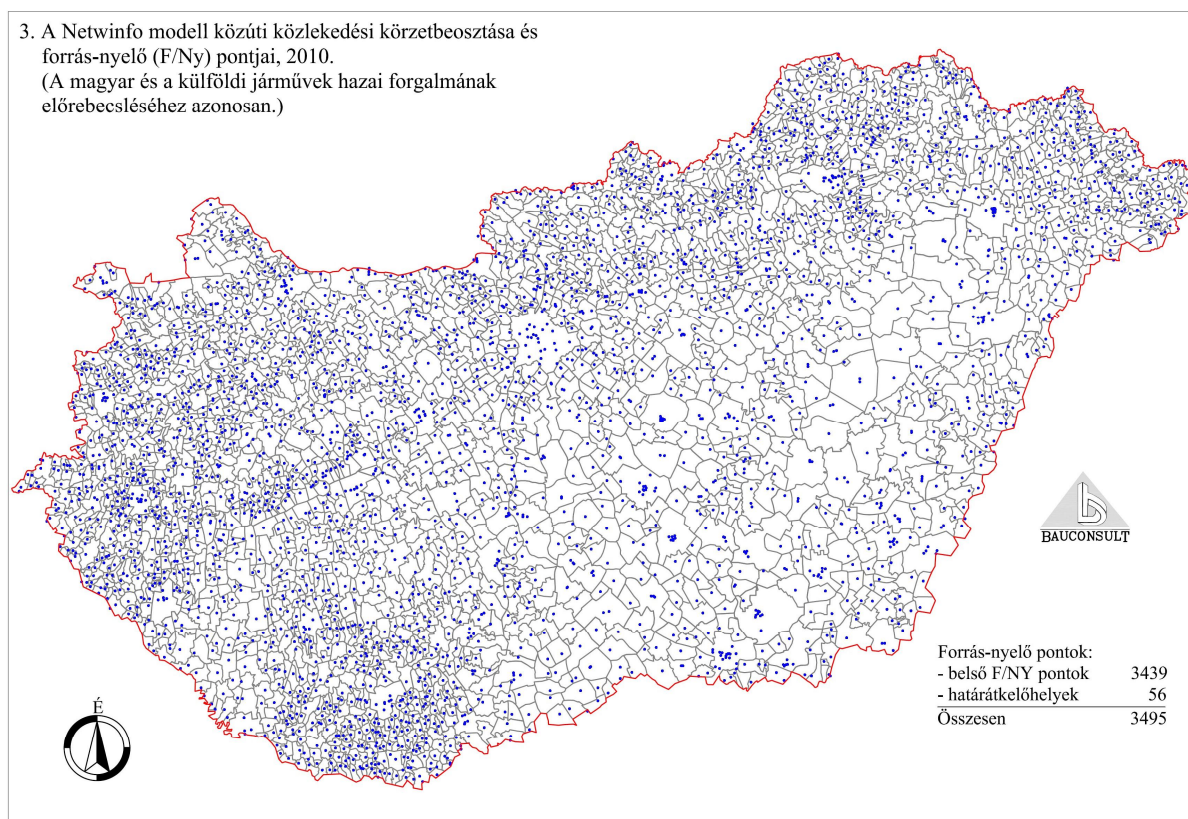 3. A Netwinfo modell közúti közlekedési körzetbeosztása és
forrás-nyelő (F/Ny) pontjai, 2010.
(A magyar és a külföldi járművek hazai forgalmának
előrebecsléséhez azonosan.)
BAUCONSULT
Forrás-nyelő pontok:
- belső F/NY pontok 3439
- határátkelőhelyek 56
Összesen 3495
É